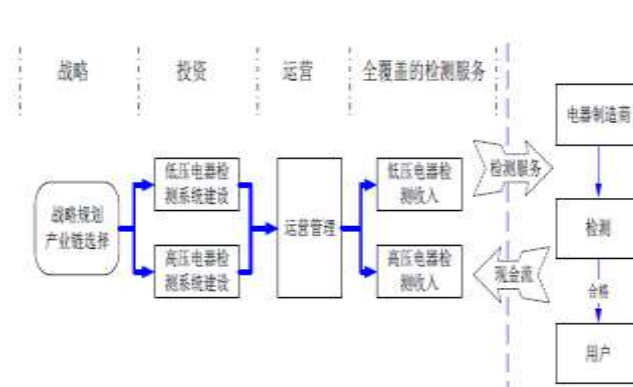 战略
投资
运营
全覆盖的检测服务
电器制造商
低压电器检
测系统建设
低压电器检
测收入
检测服务
战略规划
产业链选择
运营管理
检测
高压电器检
测系统建设
高压电器检
测收入
现金流
合格
用户